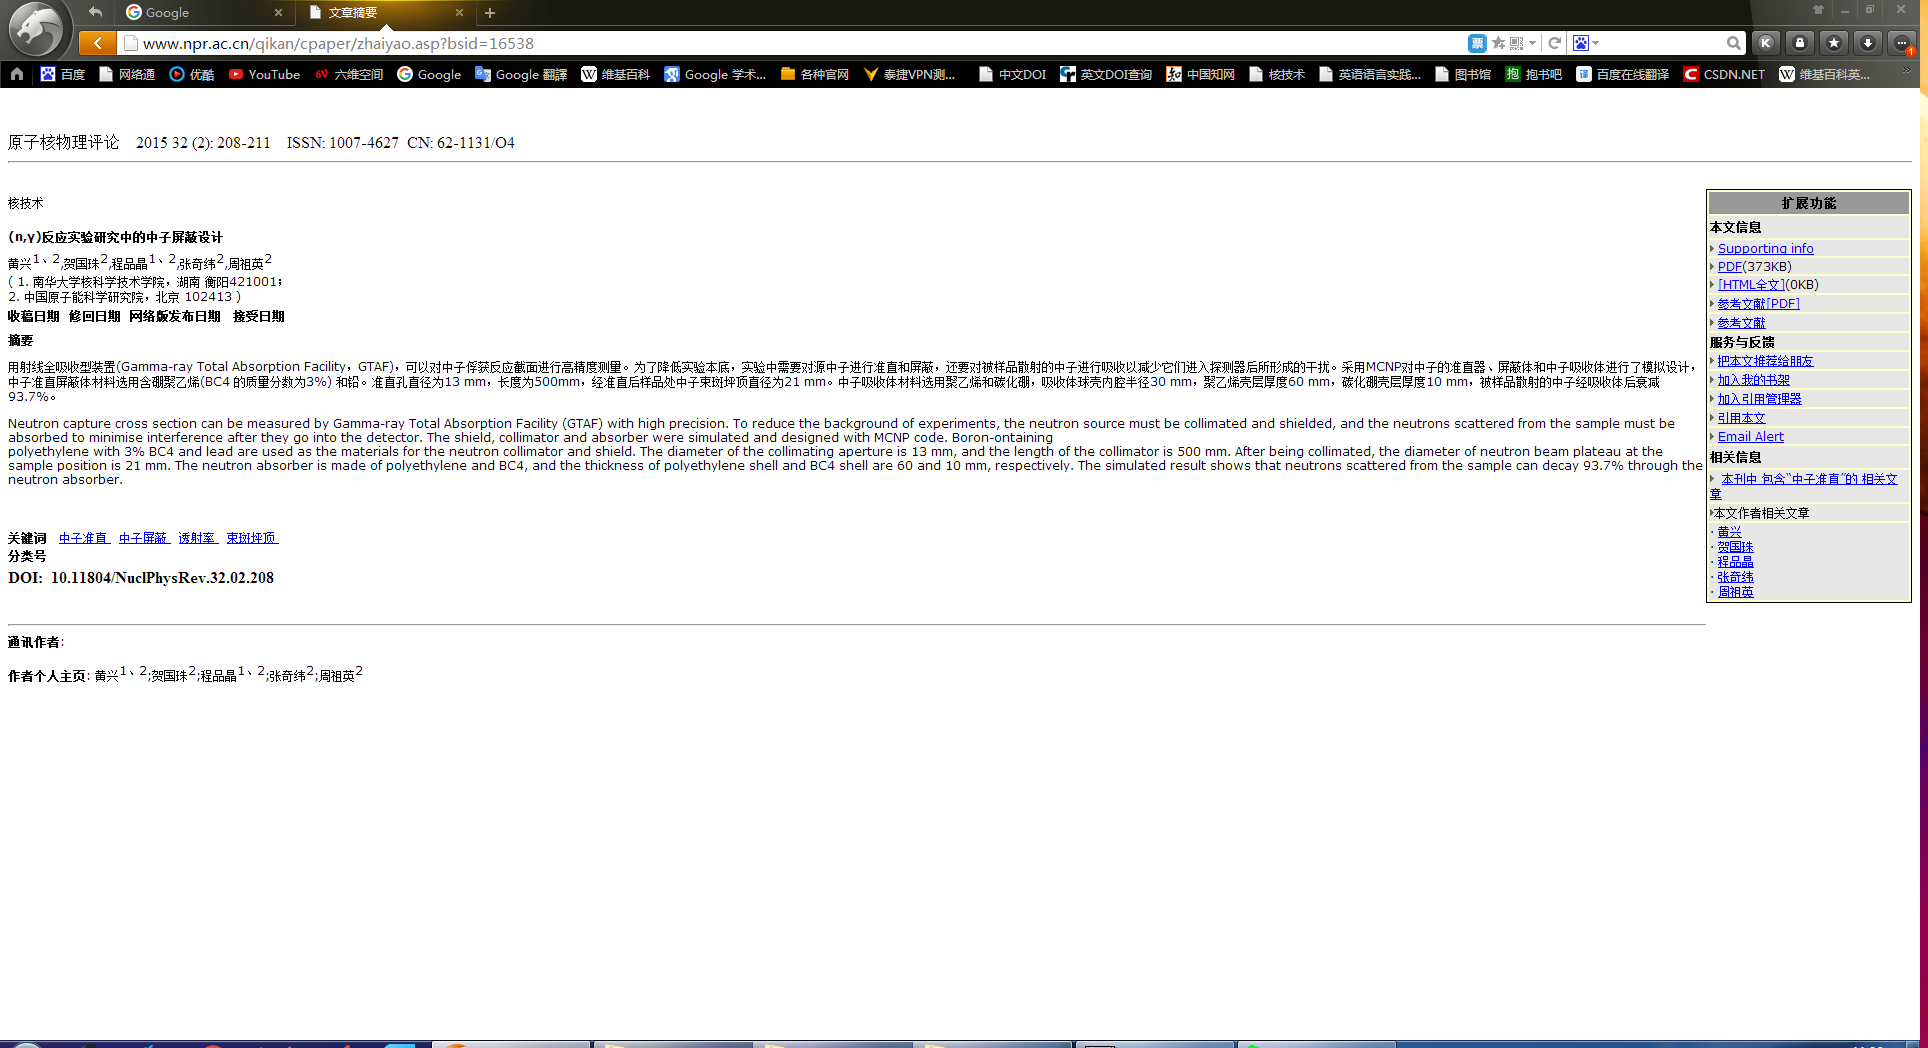 Google
文章摘要
www.npr.ac.cn/qikan/cpaper/zhaiyao.asp?bsid=16538
票
K
1
百度 网络通 优酷 YouTube 六维空间 Google Google 翻譯 维基百科 Google 学术... 各种官网 泰捷VPN测... 中文DOI 英文DOI查询 中国知网 核技术 英语语言实践... 图书馆 抱书吧 百度在线翻译 CSDN.NET 维基百科英...
原子核物理评论 2015 32 (2): 208-211 ISSN: 1007-4627 CN: 62-1131/O4
核技术
(n,γ)反应实验研究中的中子屏蔽设计
黄兴1、2,贺国珠2,程品晶1、2,张奇纬2,周祖英2
( 1. 南华大学核科学技术学院，湖南 衡阳421001；
2. 中国原子能科学研究院，北京 102413 )
收稿日期 修回日期 网络版发布日期 接受日期
摘要
用射线全吸收型装置(Gamma-ray Total Absorption Facility，GTAF)，可以对中子俘获反应截面进行高精度测量。为了降低实验本底，实验中需要对源中子进行准直和屏蔽，还要对被样品散射的中子进行吸收以减少它们进入探测器后所形成的干扰。采用MCNP对中子的准直器、屏蔽体和中子吸收体进行了模拟设计，
中子准直屏蔽体材料选用含硼聚乙烯(BC4 的质量分数为3%) 和铅。准直孔直径为13 mm，长度为500mm，经准直后样品处中子束斑坪顶直径为21 mm。中子吸收体材料选用聚乙烯和碳化硼，吸收体球壳内腔半径30 mm，聚乙烯壳层厚度60 mm，碳化硼壳层厚度10 mm，被样品散射的中子经吸收体后衰减
93.7%。
Neutron capture cross section can be measured by Gamma-ray Total Absorption Facility (GTAF) with high precision. To reduce the background of experiments, the neutron source must be collimated and shielded, and the neutrons scattered from the sample must be
absorbed to minimise interference after they go into the detector. The shield, collimator and absorber were simulated and designed with MCNP code. Boron-ontaining
polyethylene with 3% BC4 and lead are used as the materials for the neutron collimator and shield. The diameter of the collimating aperture is 13 mm, and the length of the collimator is 500 mm. After being collimated, the diameter of neutron beam plateau at the
sample position is 21 mm. The neutron absorber is made of polyethylene and BC4, and the thickness of polyethylene shell and BC4 shell are 60 and 10 mm, respectively. The simulated result shows that neutrons scattered from the sample can decay 93.7% through the
neutron absorber.
关键词 中子准直 中子屏蔽 透射率 束斑坪顶
分类号
DOI: 10.11804/NuclPhysRev.32.02.208
通讯作者:
作者个人主页: 黄兴1、2;贺国珠2;程品晶1、2;张奇纬2;周祖英2
扩展功能
本文信息
Supporting info
PDF(373KB)
[HTML全文](0KB)
参考文献[PDF]
参考文献
服务与反馈
把本文推荐给朋友
加入我的书架
加入引用管理器
引用本文
Email Alert
相关信息
本刊中 包含“中子准直”的 相关文
章
本文作者相关文章
· 黄兴
· 贺国珠
· 程品晶
· 张奇纬
· 周祖英